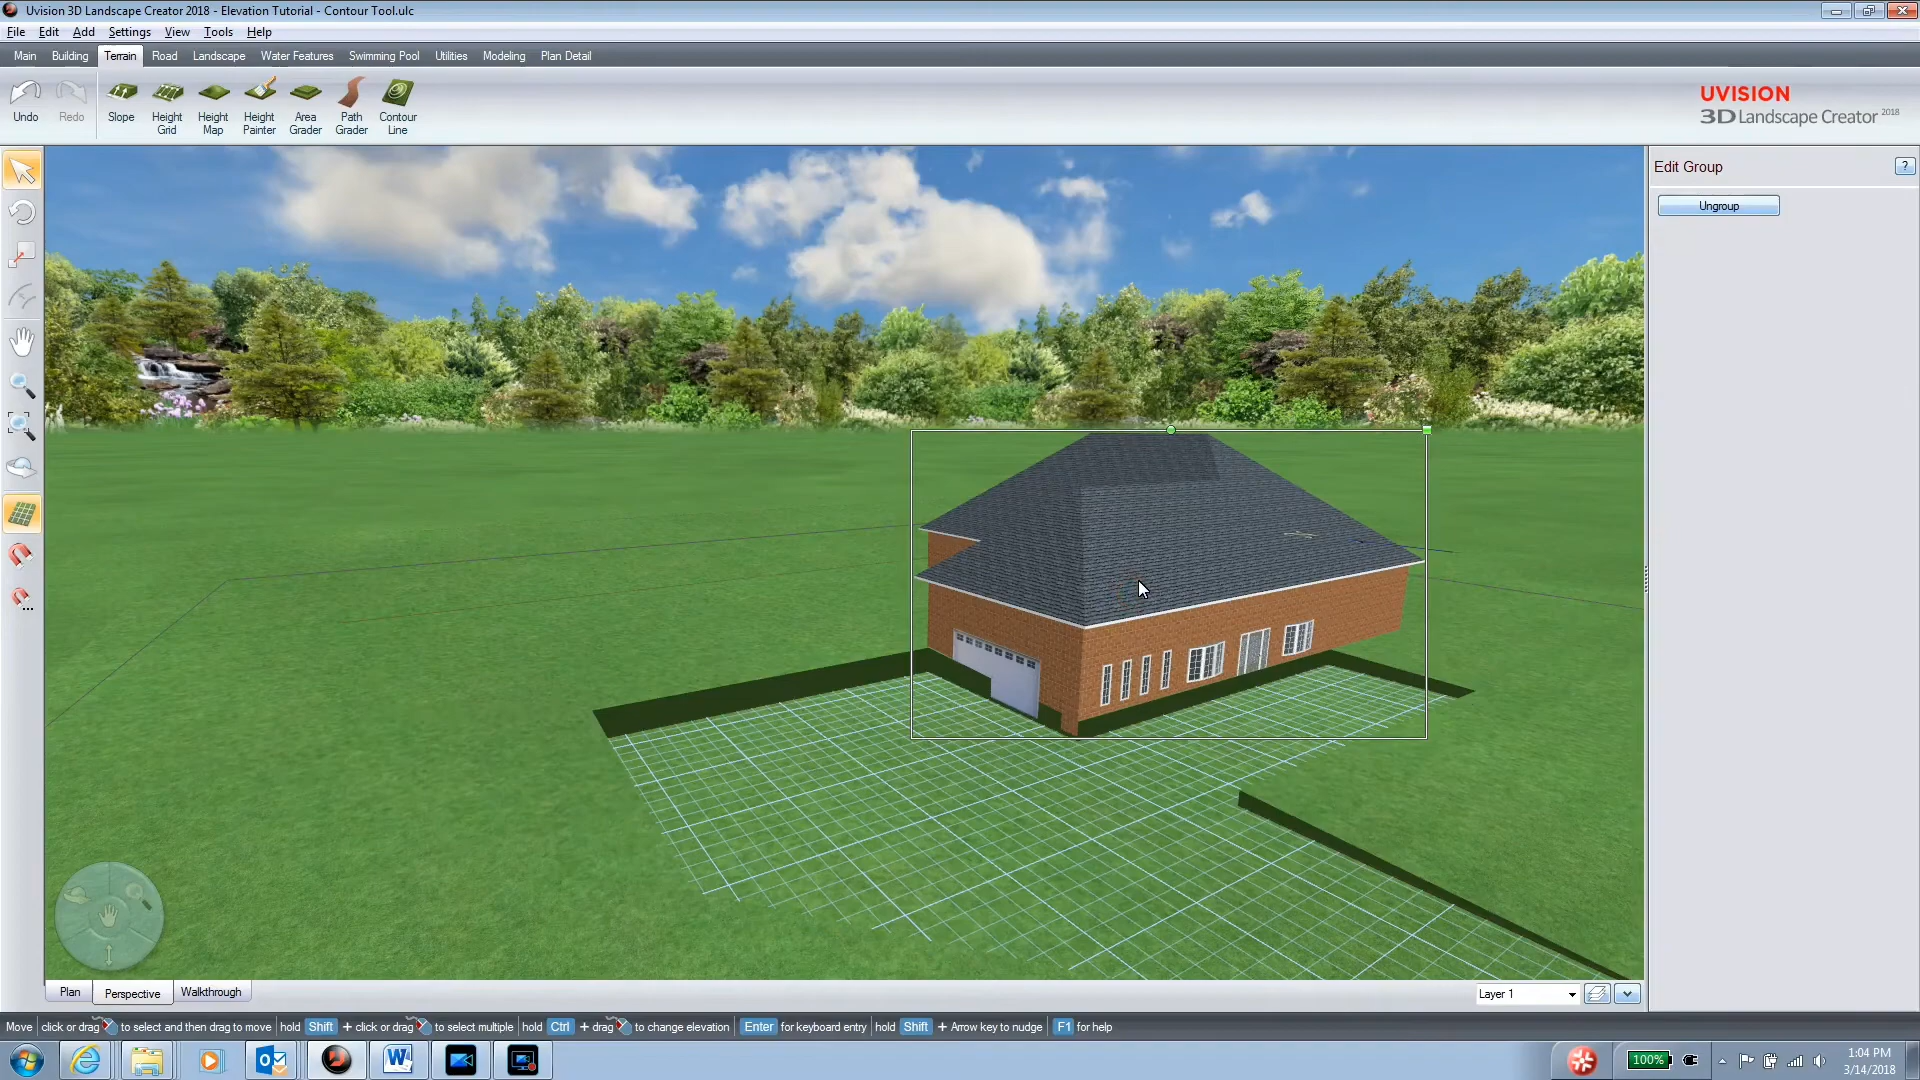 Uvision 3D Landscape Creator 2018 - Elevation Tutorial - Contour Tool.ulc
File Edit Add Settings View Tools Help
Main Building Terrain Road Landscape Water Features Swimming Pool Utilities Modeling Plan Detail
Undo Redo Slope Height Grid Height Map Height Painter Area Grader Path Grader Contour Line
UVISION
3D Landscape Creator 2018
Edit Group ?
Ungroup
Plan Perspective Walkthrough
Layer 1
Move click or drag to select and then drag to move hold Shift + click or drag to select multiple hold Ctrl + drag to change elevation Enter for keyboard entry hold Shift + Arrow key to nudge F1 for help
100%
1:04 PM
3/14/2018